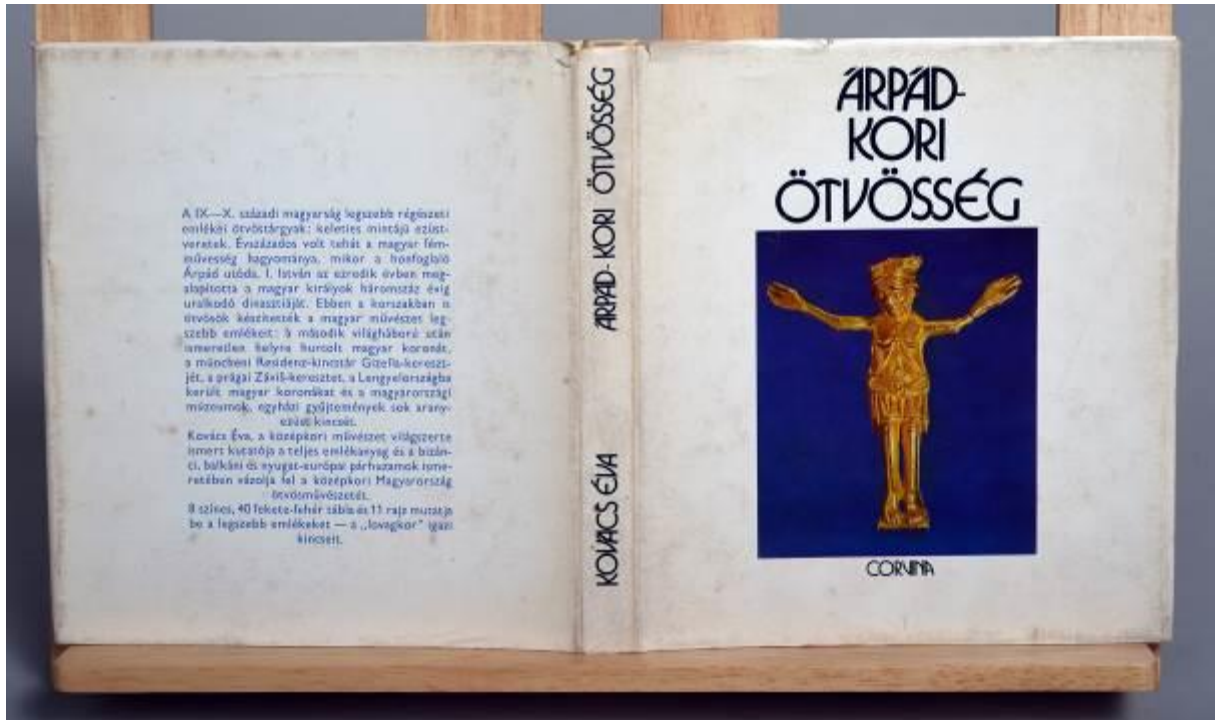 A IX—X. századi magyarság legszebb régészeti
emlékei ötvöstárgyak: keleties mintájú ezüst-
veretek. Évszázados volt tehát a magyar fém-
művesség hagyománya, mikor a honfoglaló
Árpád utóda, I. István az ezredik évben meg-
alapította a magyar királyok háromszáz évig
uralkodó dinasztiáját. Ebben a korszakban is
ötvösök készítették a magyar művészet leg-
szebb emlékeit: a második világháború után
ismeretlen helyre hurcolt magyar koronát,
a müncheni Residenz-kincstár Gizella-kereszt-
jét, a prágai Záviš-keresztet, a Lengyelországba
került magyar koronákat és a magyarországi
múzeumok, egyházi gyűjtemények sok arany-
ezüst kincsét.
Kovács Éva, a középkori művészet világszerte
ismert kutatója a teljes emlékanyag és a bizán-
ci, balkáni és nyugat-európai párhuzamok isme-
retében vázolja fel a középkori Magyarország
ötvösművészetét.
8 színes, 40 fekete-fehér tábla és 11 rajz mutatja
be a legszebb emlékeket — a „lovagkor" igazi
kincseit.
KOVÁCS ÉVA ÁRPÁD-KORI ÖTVÖSSÉG
ÁRPÁD-
KORI
ÖTVÖSSÉG
CORVINA